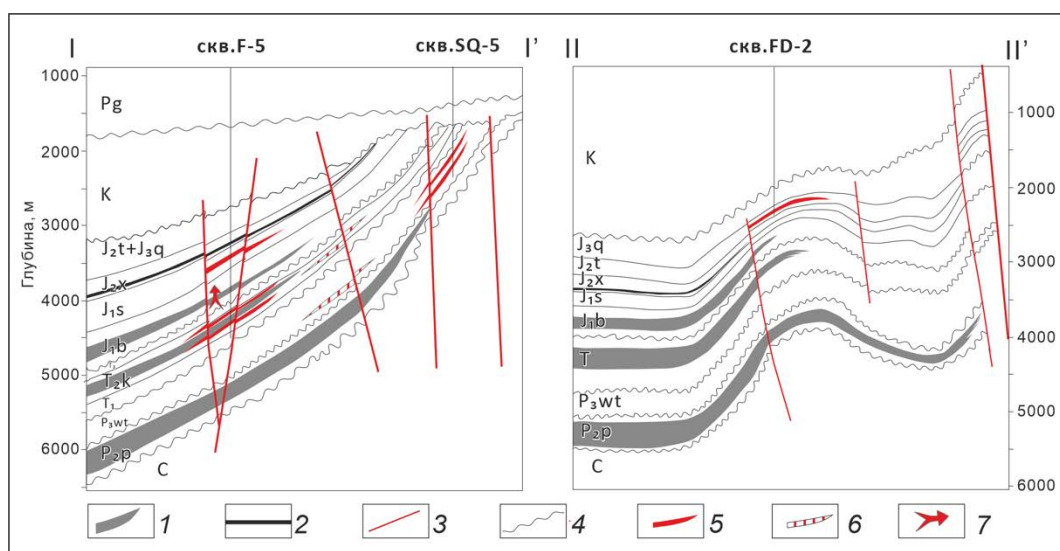 I скв.F-5 скв.SQ-5 I’
II скв.FD-2 II’
Глубина, м
1000
2000
3000
4000
5000
6000
Pg
K
J₂t+J₃q
J₂x
J₁s
J₁b
T₂k
T₁
P₃wt
P₂p
C
K
J₃q
J₂t
J₂x
J₁s
J₁b
T
P₃wt
P₂p
C
1000
2000
3000
4000
5000
6000
1 2 3 4 5 6 7